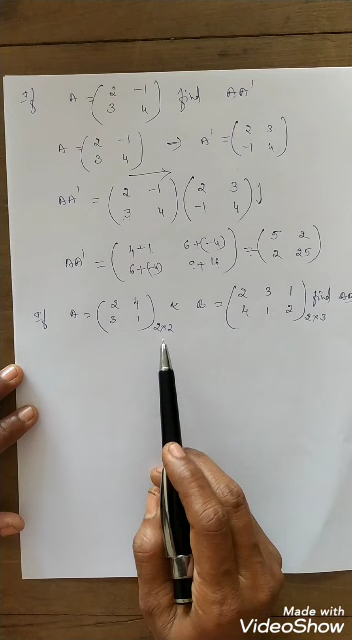 If A = (2 -1
3 4) find AA'
A = (2 -1
3 4) → A' = (2 3
-1 4)
AA' = (2 -1
3 4) (2 3
-1 4)
AA' = (4+1 6+(-4)
6+(-4) 9+16) = (5 2
2 25)
If A = (2 4
3 1) 2×2 & B = (2 3 1
4 1 2) 2×3 find
Made with
VideoShow